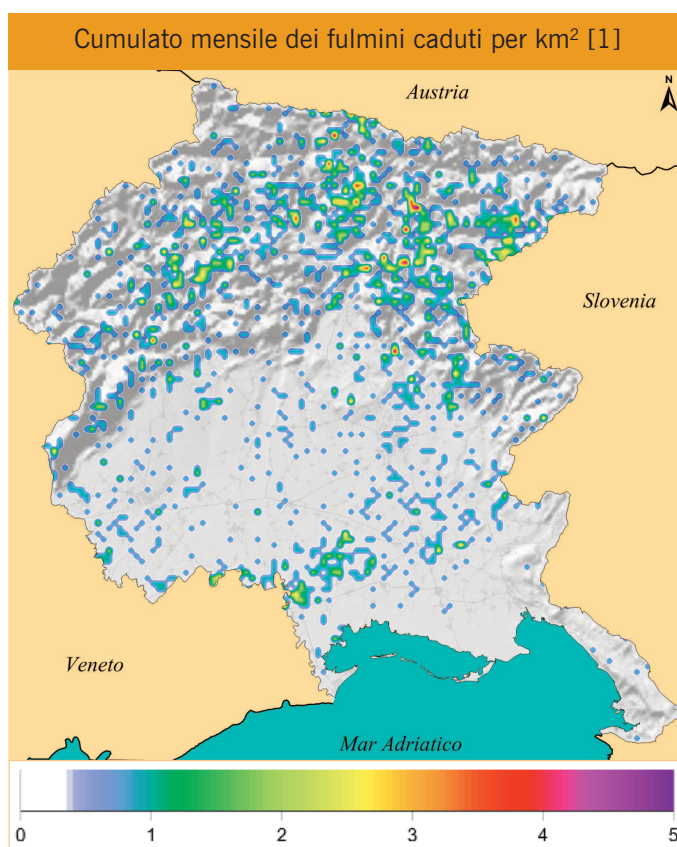 Cumulato mensile dei fulmini caduti per km² [1]
Austria
N
Slovenia
Veneto
Mar Adriatico
0 1 2 3 4 5